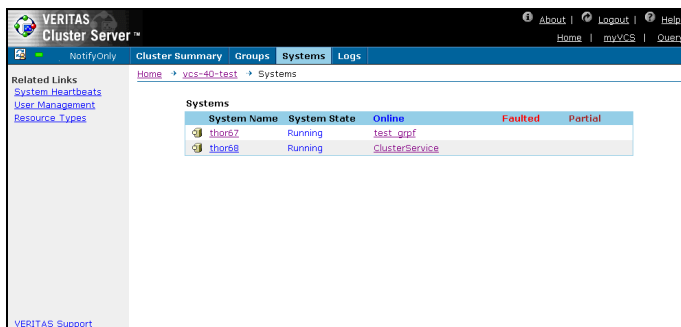 VERITAS
Cluster Server ™
About | Logout | Help
Home | myVCS | Query
NotifyOnly Cluster Summary Groups Systems Logs
Related Links
System Heartbeats
User Management
Resource Types
Home → vcs-40-test → Systems
Systems
System Name System State Online Faulted Partial
thor67 Running test_grpf
thor68 Running ClusterService
VERITAS Support